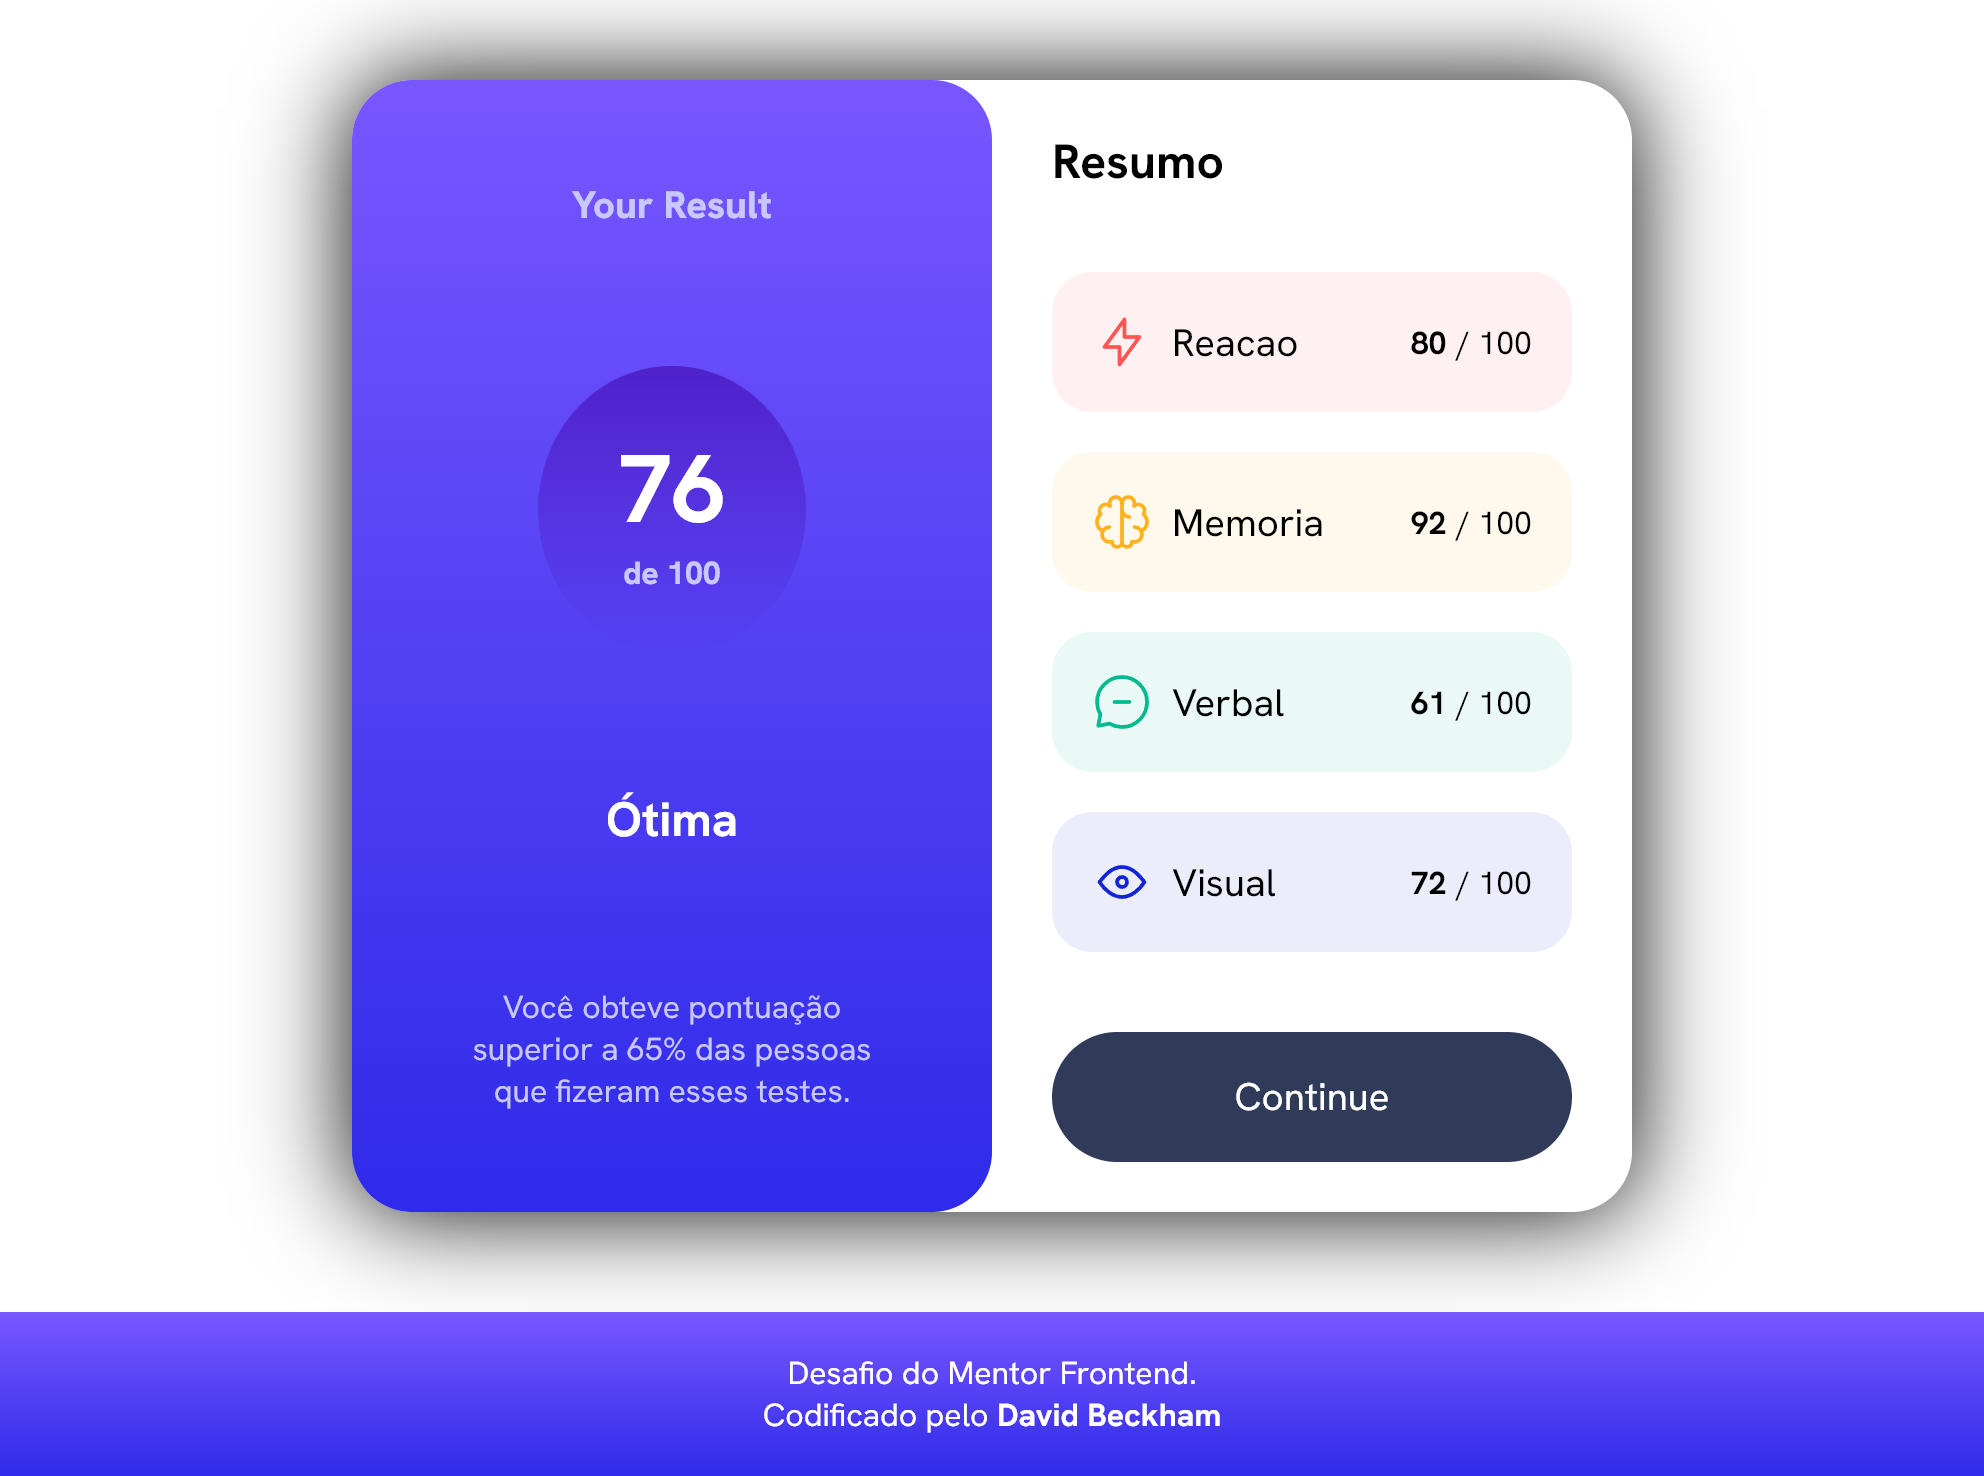 Your Result
76
de 100
Ótima
Você obteve pontuação
superior a 65% das pessoas
que fizeram esses testes.
Resumo
Reacao 80 / 100
Memoria 92 / 100
Verbal 61 / 100
Visual 72 / 100
Continue
Desafio do Mentor Frontend.
Codificado pelo David Beckham